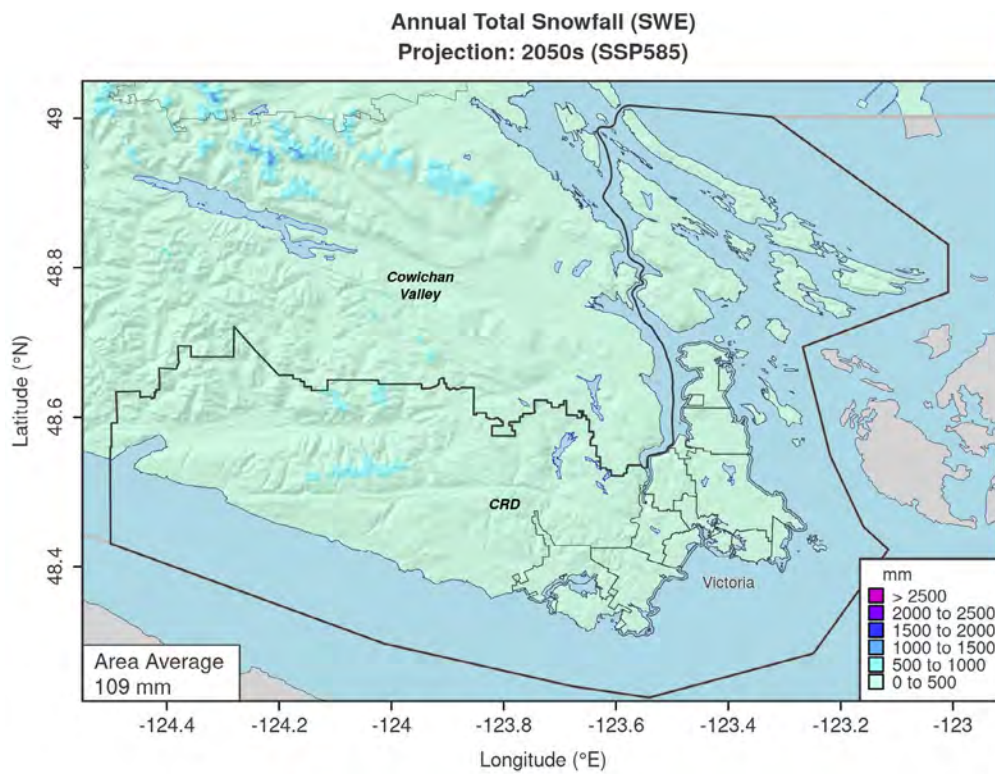 Annual Total Snowfall (SWE)
Projection: 2050s (SSP585)
Latitude (°N)
49
48.8
48.6
48.4
Cowichan
Valley
CRD
Victoria
Area Average
109 mm
mm
> 2500
2000 to 2500
1500 to 2000
1000 to 1500
500 to 1000
0 to 500
-124.4
-124.2
-124
-123.8
-123.6
-123.4
-123.2
-123
Longitude (°E)